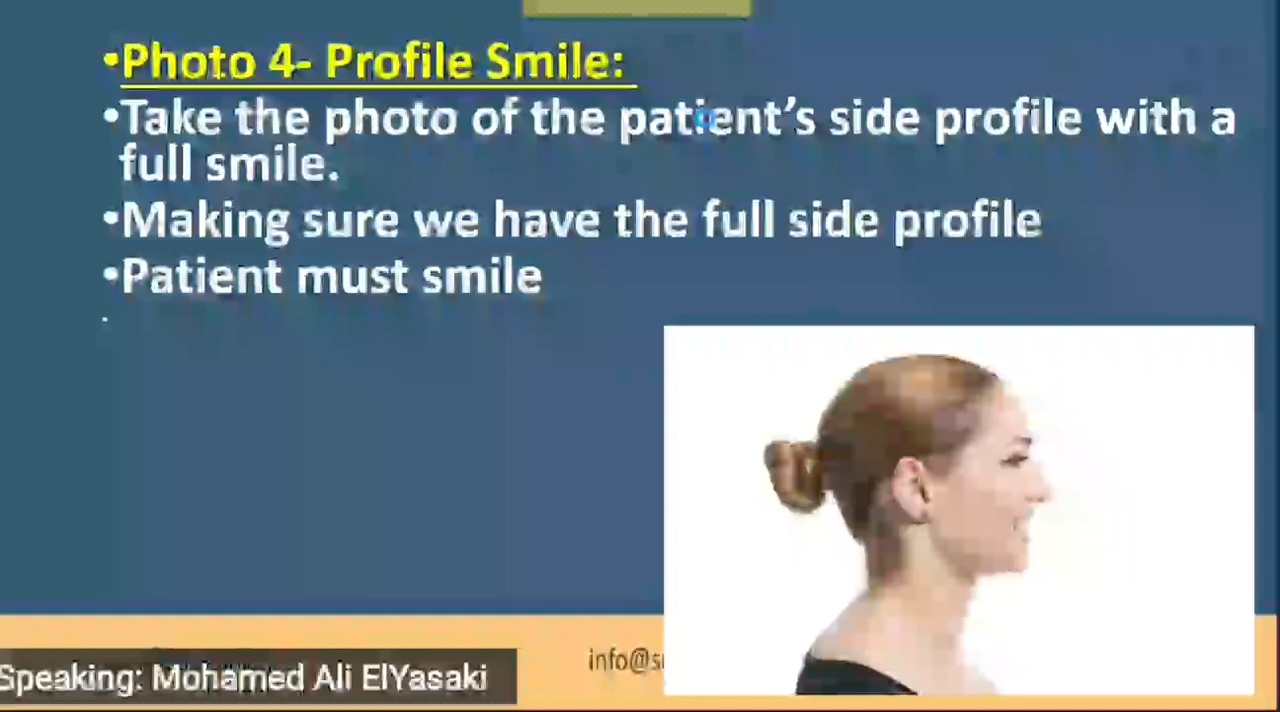 •Photo 4- Profile Smile:
•Take the photo of the patient's side profile with a
full smile.
•Making sure we have the full side profile
•Patient must smile
Speaking: Mohamed Ali ElYasaki